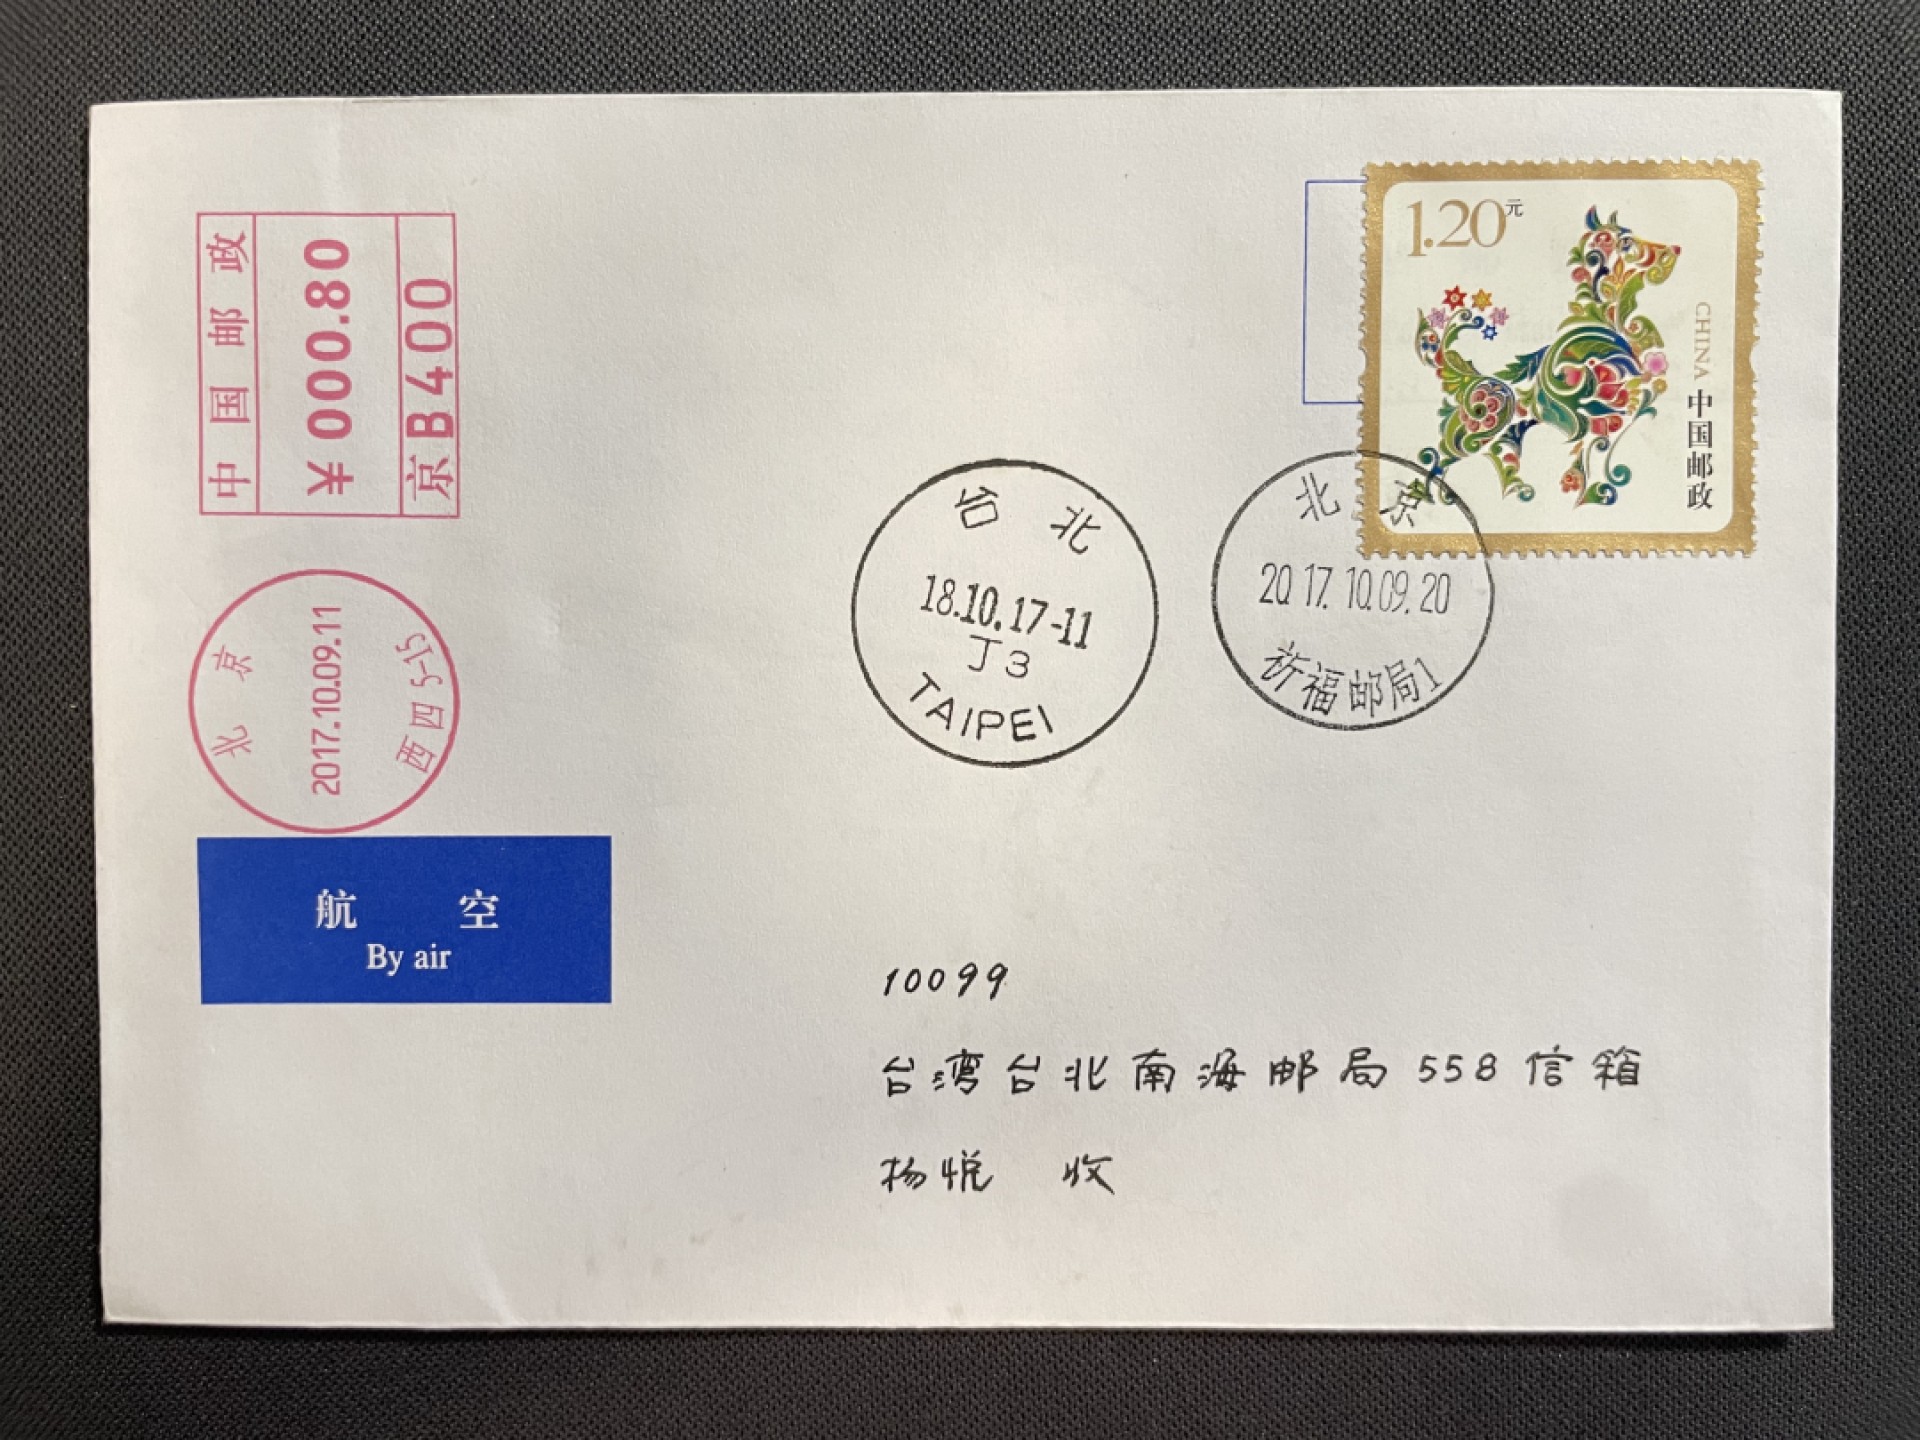 中国邮政
¥000.80
京B400
北京
2017.10.09.11
西四 5-15
航 空
By air
台 北
18.10.17-11
J3
TAIPEI
北 京
2017.10.09.20
祈福邮局1
1.20元
CHINA 中国邮政
10099
台湾台北南海邮局 558 信箱
杨悦 收